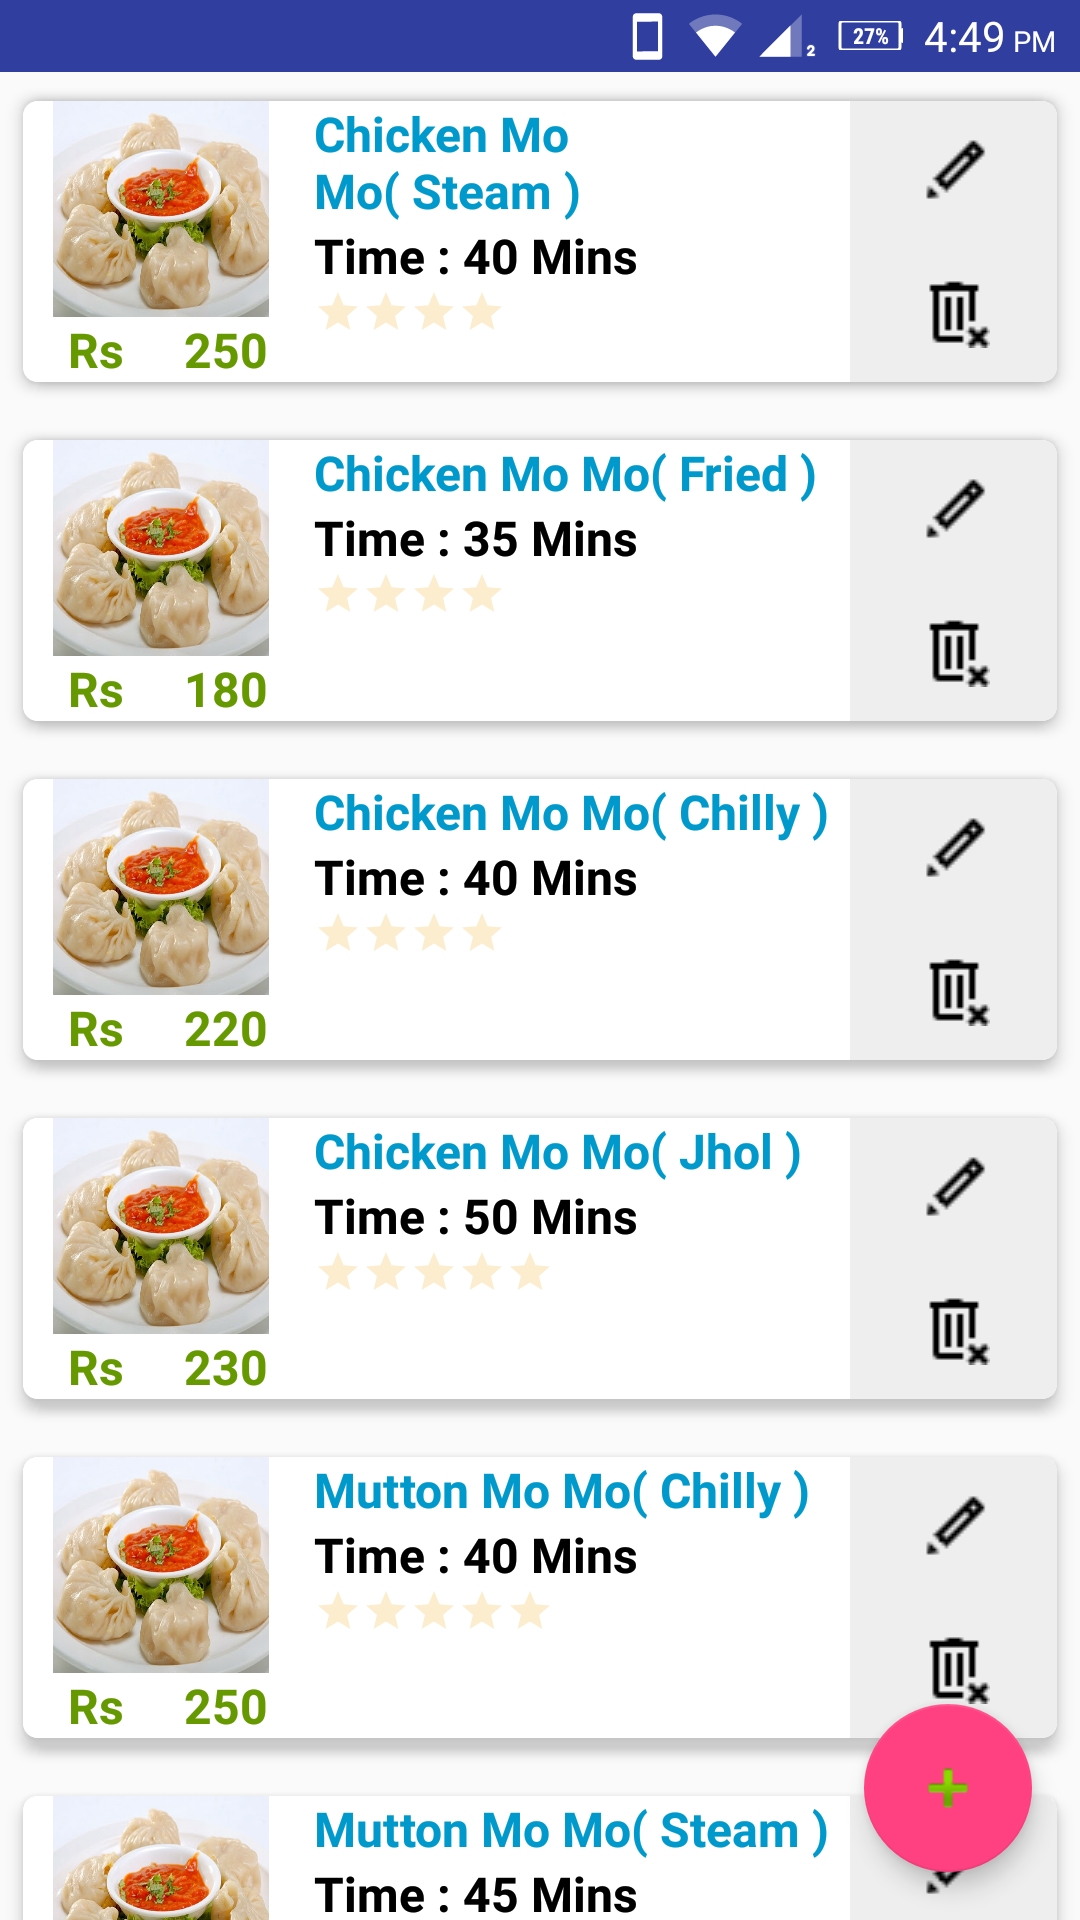 2 27% 4:49 PM
Chicken Mo
Mo( Steam )
Time : 40 Mins
Rs 250
Chicken Mo Mo( Fried )
Time : 35 Mins
Rs 180
Chicken Mo Mo( Chilly )
Time : 40 Mins
Rs 220
Chicken Mo Mo( Jhol )
Time : 50 Mins
Rs 230
Mutton Mo Mo( Chilly )
Time : 40 Mins
Rs 250
Mutton Mo Mo( Steam )
Time : 45 Mins